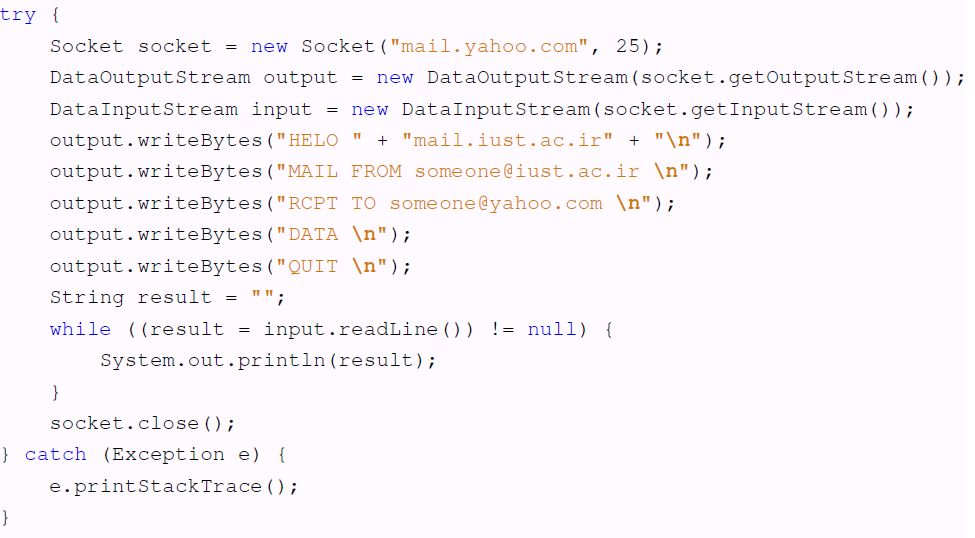 try {
    Socket socket = new Socket("mail.yahoo.com", 25);
    DataOutputStream output = new DataOutputStream(socket.getOutputStream());
    DataInputStream input = new DataInputStream(socket.getInputStream());
    output.writeBytes("HELO " + "mail.iust.ac.ir" + "\n");
    output.writeBytes("MAIL FROM someone@iust.ac.ir \n");
    output.writeBytes("RCPT TO someone@yahoo.com \n");
    output.writeBytes("DATA \n");
    output.writeBytes("QUIT \n");
    String result = "";
    while ((result = input.readLine()) != null) {
        System.out.println(result);
    }
    socket.close();
} catch (Exception e) {
    e.printStackTrace();
}